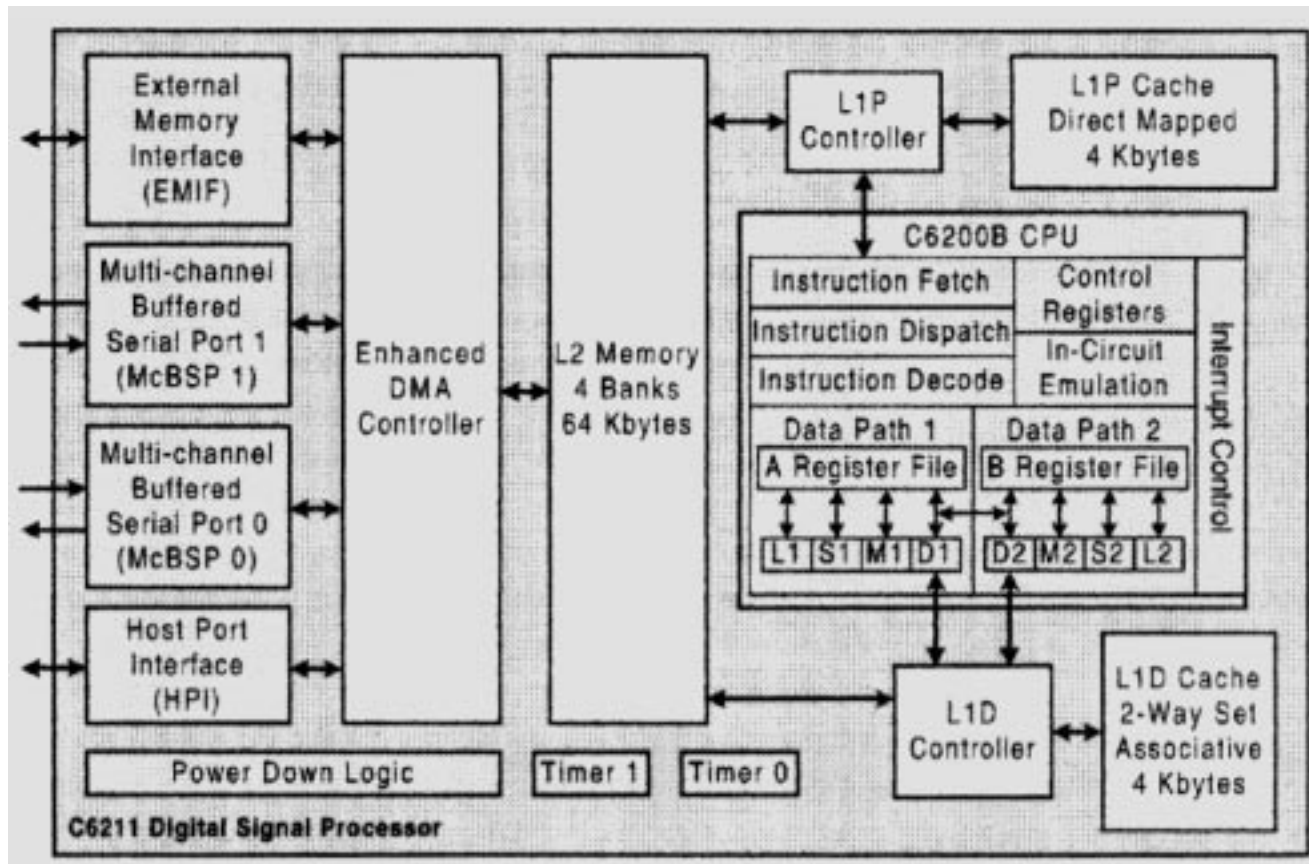 External
Memory
Interface
(EMIF)
Multi-channel
Buffered
Serial Port 1
(McBSP 1)
Multi-channel
Buffered
Serial Port 0
(McBSP 0)
Host Port
Interface
(HPI)
Enhanced
DMA
Controller
L2 Memory
4 Banks
64 Kbytes
L1P
Controller
L1P Cache
Direct Mapped
4 Kbytes
C6200B CPU
Instruction Fetch
Instruction Dispatch
Instruction Decode
Control
Registers
In-Circuit
Emulation
Interrupt Control
Data Path 1
A Register File
L1 S1 M1 D1
Data Path 2
B Register File
D2 M2 S2 L2
L1D
Controller
L1D Cache
2-Way Set
Associative
4 Kbytes
Power Down Logic
Timer 1
Timer 0
C6211 Digital Signal Processor